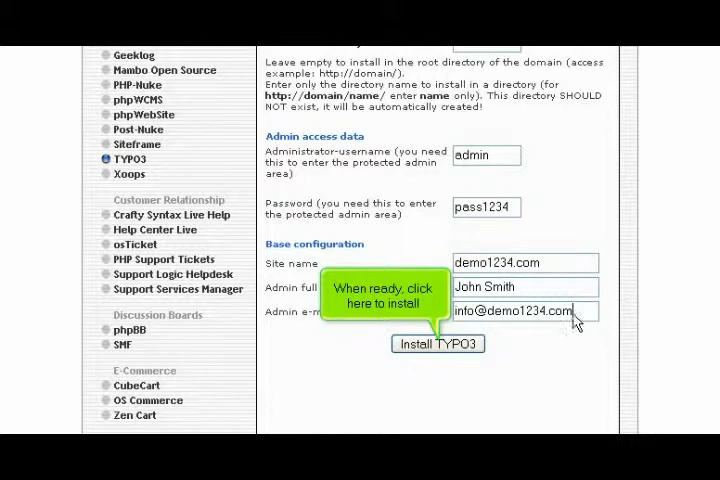 Geeklog
Mambo Open Source
PHP-Nuke
phpWCMS
phpWebSite
Post-Nuke
Siteframe
TYPO3
Xoops
Customer Relationship
Crafty Syntax Live Help
Help Center Live
osTicket
PHP Support Tickets
Support Logic Helpdesk
Support Services Manager
Discussion Boards
phpBB
SMF
E-Commerce
CubeCart
OS Commerce
Zen Cart
Leave empty to install in the root directory of the domain (access
example: http://domain/).
Enter only the directory name to install in a directory (for
http://domain/name/ enter name only). This directory SHOULD
NOT exist, it will be automatically created!
Admin access data
Administrator-username (you need
this to enter the protected admin
area)
admin
Password (you need this to enter
the protected admin area)
pass1234
Base configuration
Site name
demo1234.com
Admin full
John Smith
Admin e-m
info@demo1234.com
When ready, click
here to install
Install TYPO3